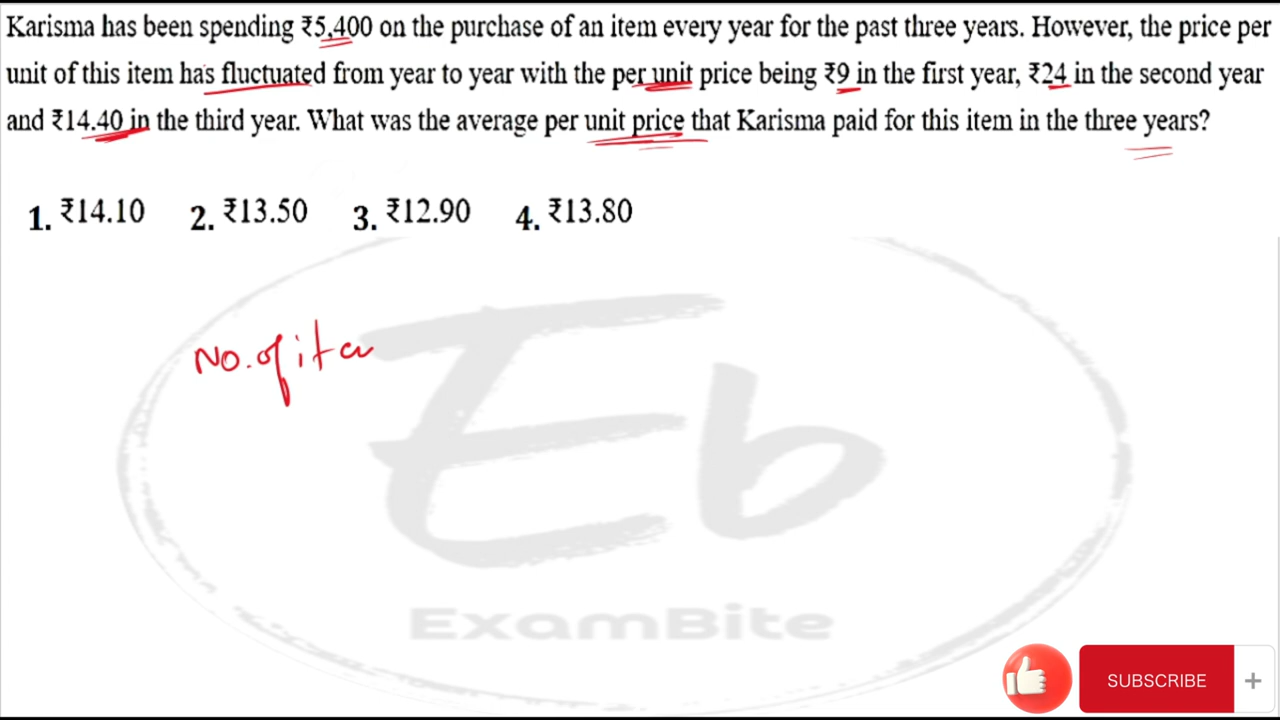 Karisma has been spending ₹5,400 on the purchase of an item every year for the past three years. However, the price per
unit of this item has fluctuated from year to year with the per unit price being ₹9 in the first year, ₹24 in the second year
and ₹14.40 in the third year. What was the average per unit price that Karisma paid for this item in the three years?
1. ₹14.10 2. ₹13.50 3. ₹12.90 4. ₹13.80
No. of ite
Eb
ExamBite
SUBSCRIBE +